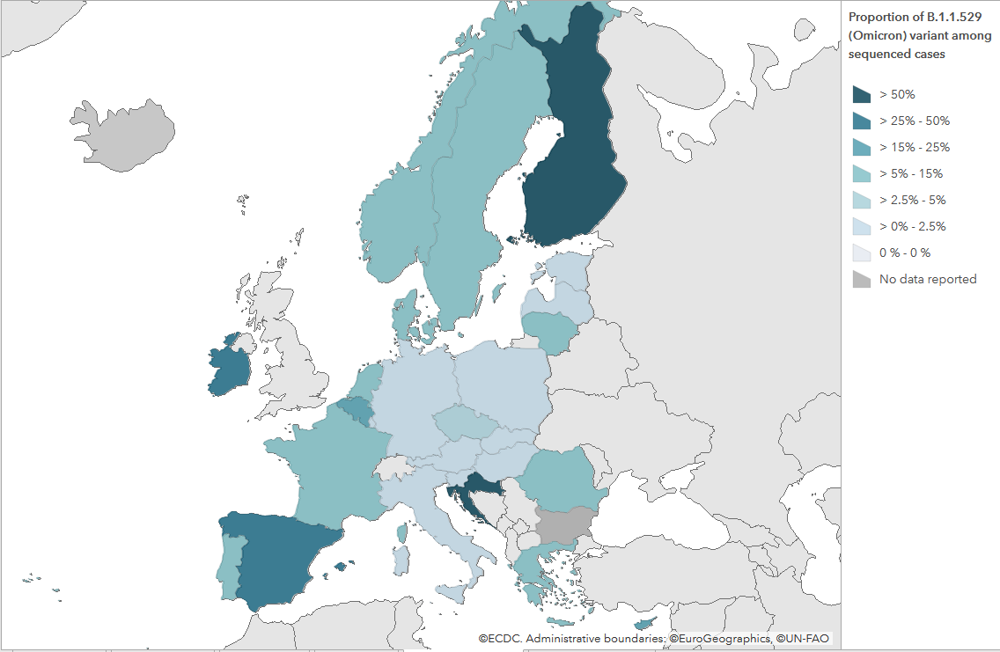 Proportion of B.1.1.529
(Omicron) variant among
sequenced cases
> 50%
> 25% - 50%
> 15% - 25%
> 5% - 15%
> 2.5% - 5%
> 0% - 2.5%
0 % - 0 %
No data reported
©ECDC. Administrative boundaries: ©EuroGeographics, ©UN-FAO